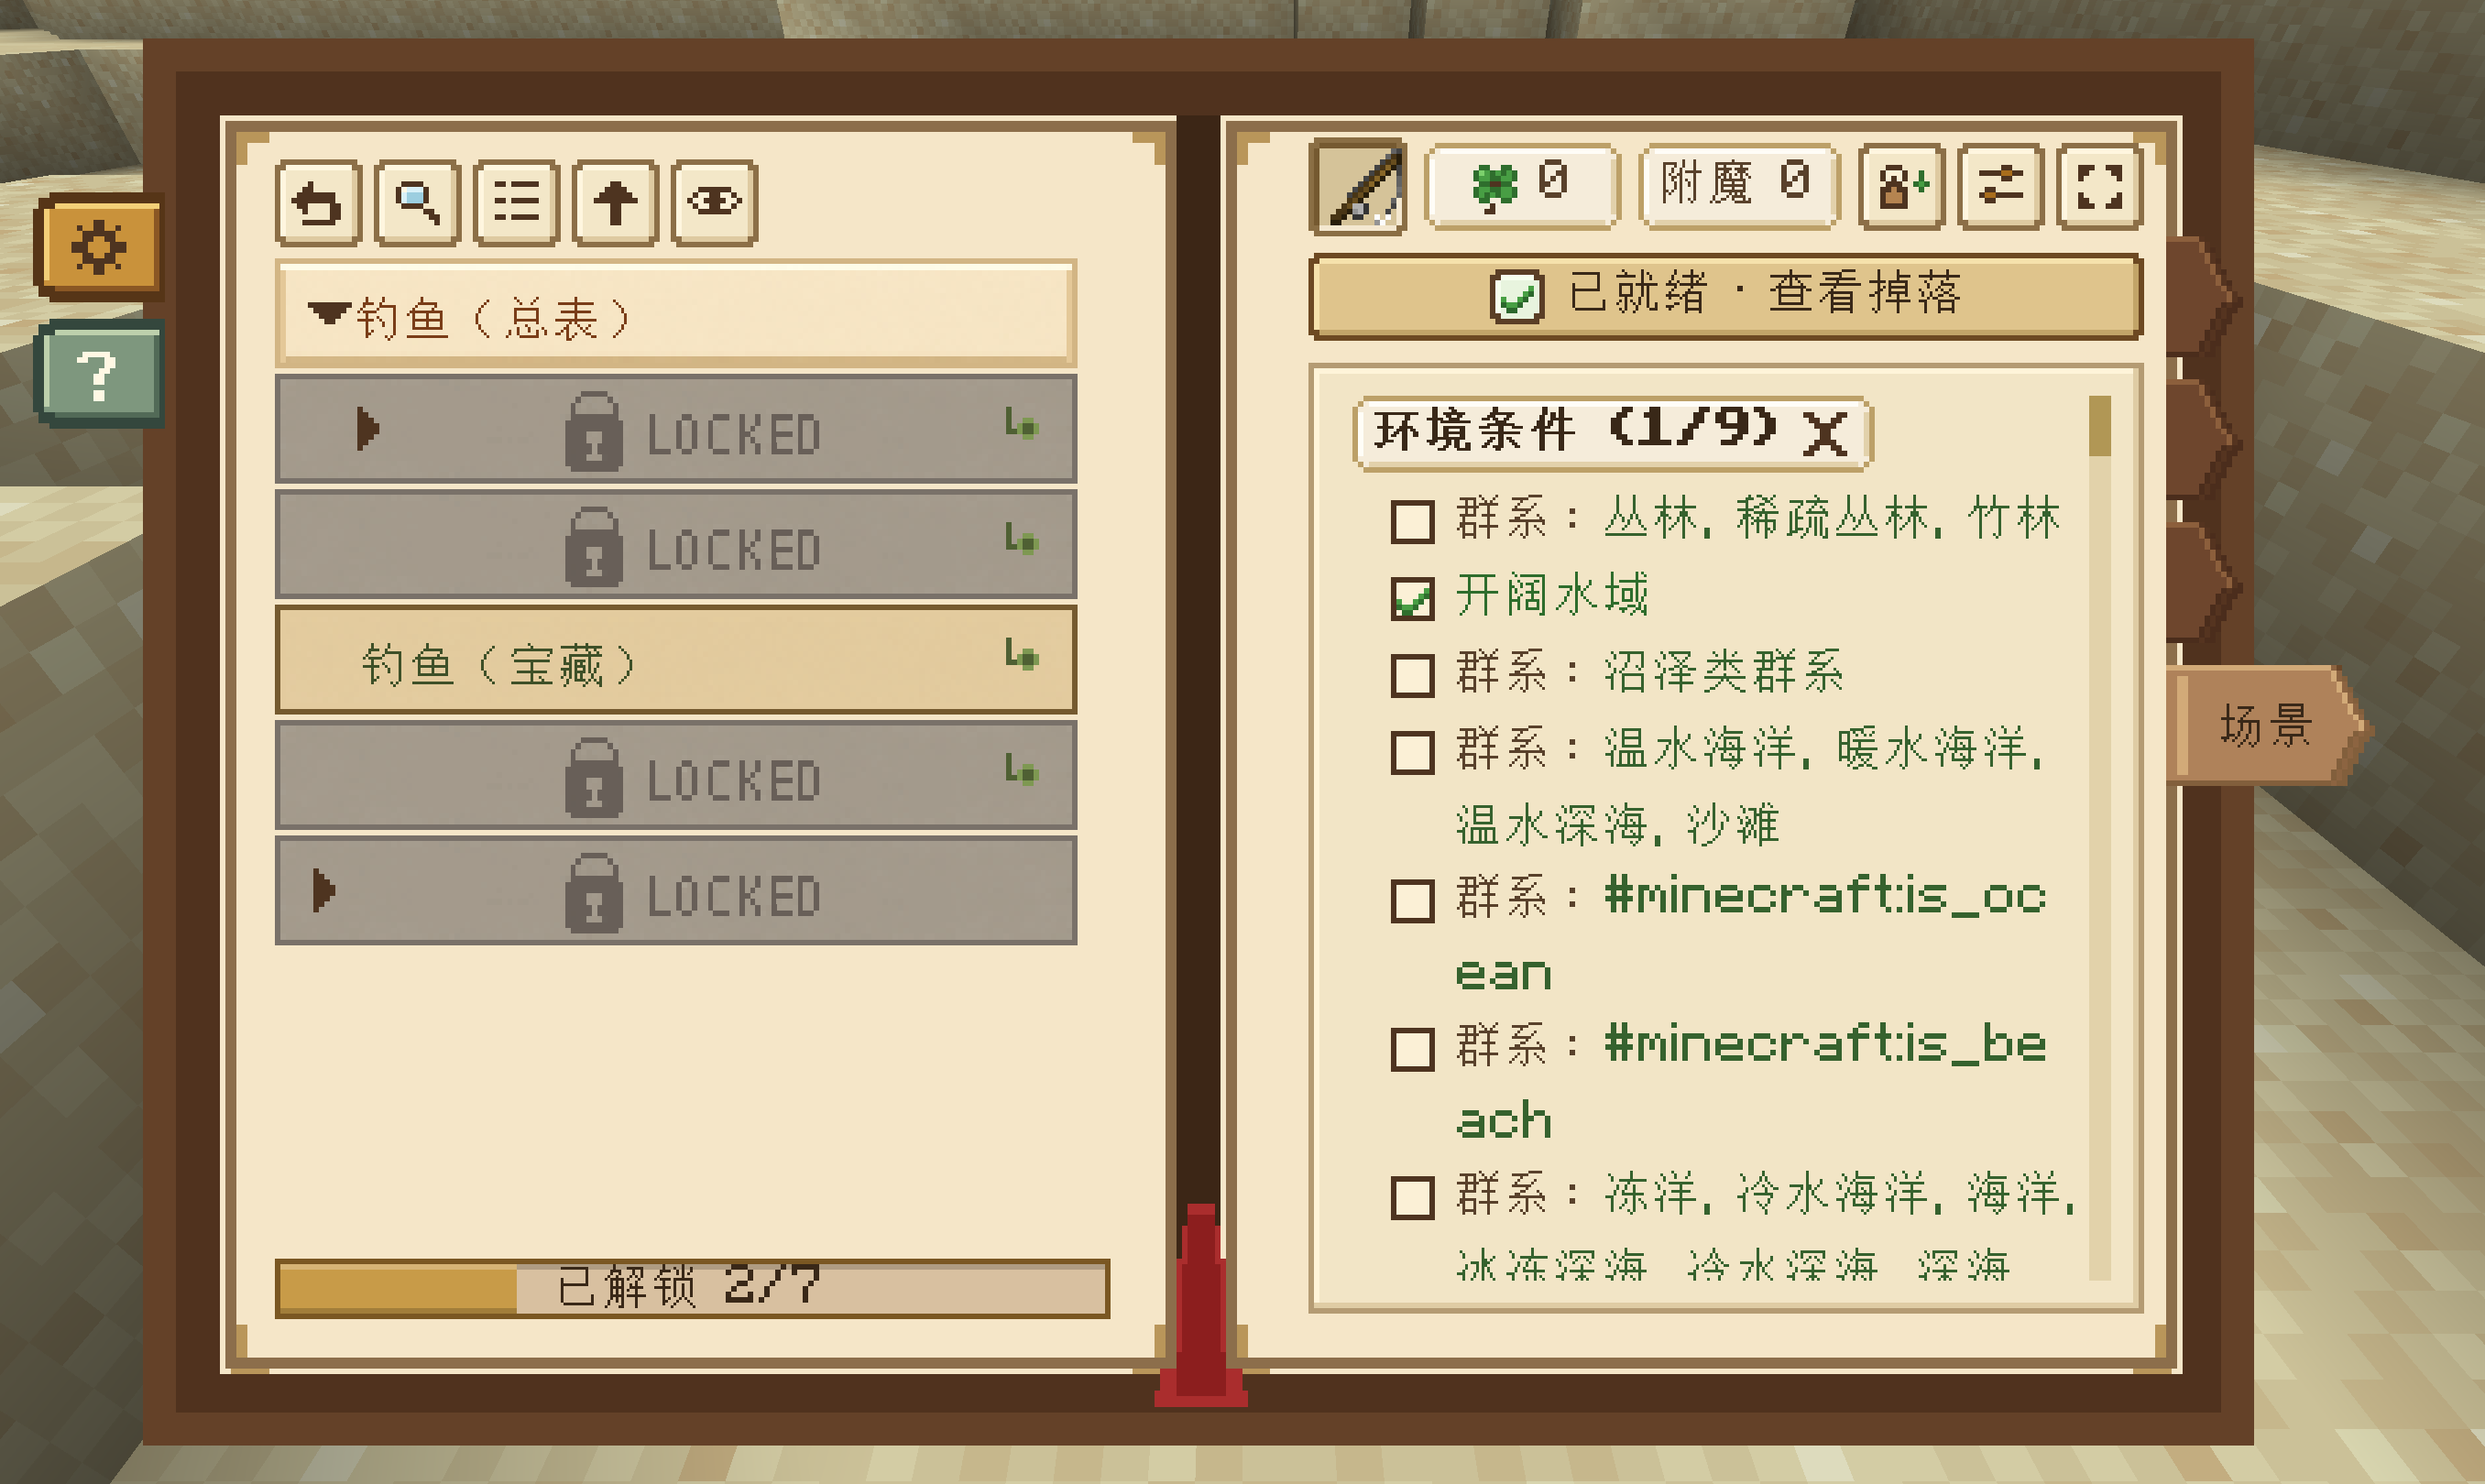 ?
钓鱼（总表）
LOCKED
LOCKED
钓鱼（宝藏）
LOCKED
LOCKED
已解锁 2/7
0
附魔 0
已就绪 · 查看掉落
环境条件 (1/9)
群系：丛林, 稀疏丛林, 竹林
开阔水域
群系：沼泽类群系
群系：温水海洋, 暖水海洋,
温水深海, 沙滩
群系：#minecraft:is_oc
ean
群系：#minecraft:is_be
ach
群系：冻洋, 冷水海洋, 海洋,
冰冻深海 冷水深海 深海
场景